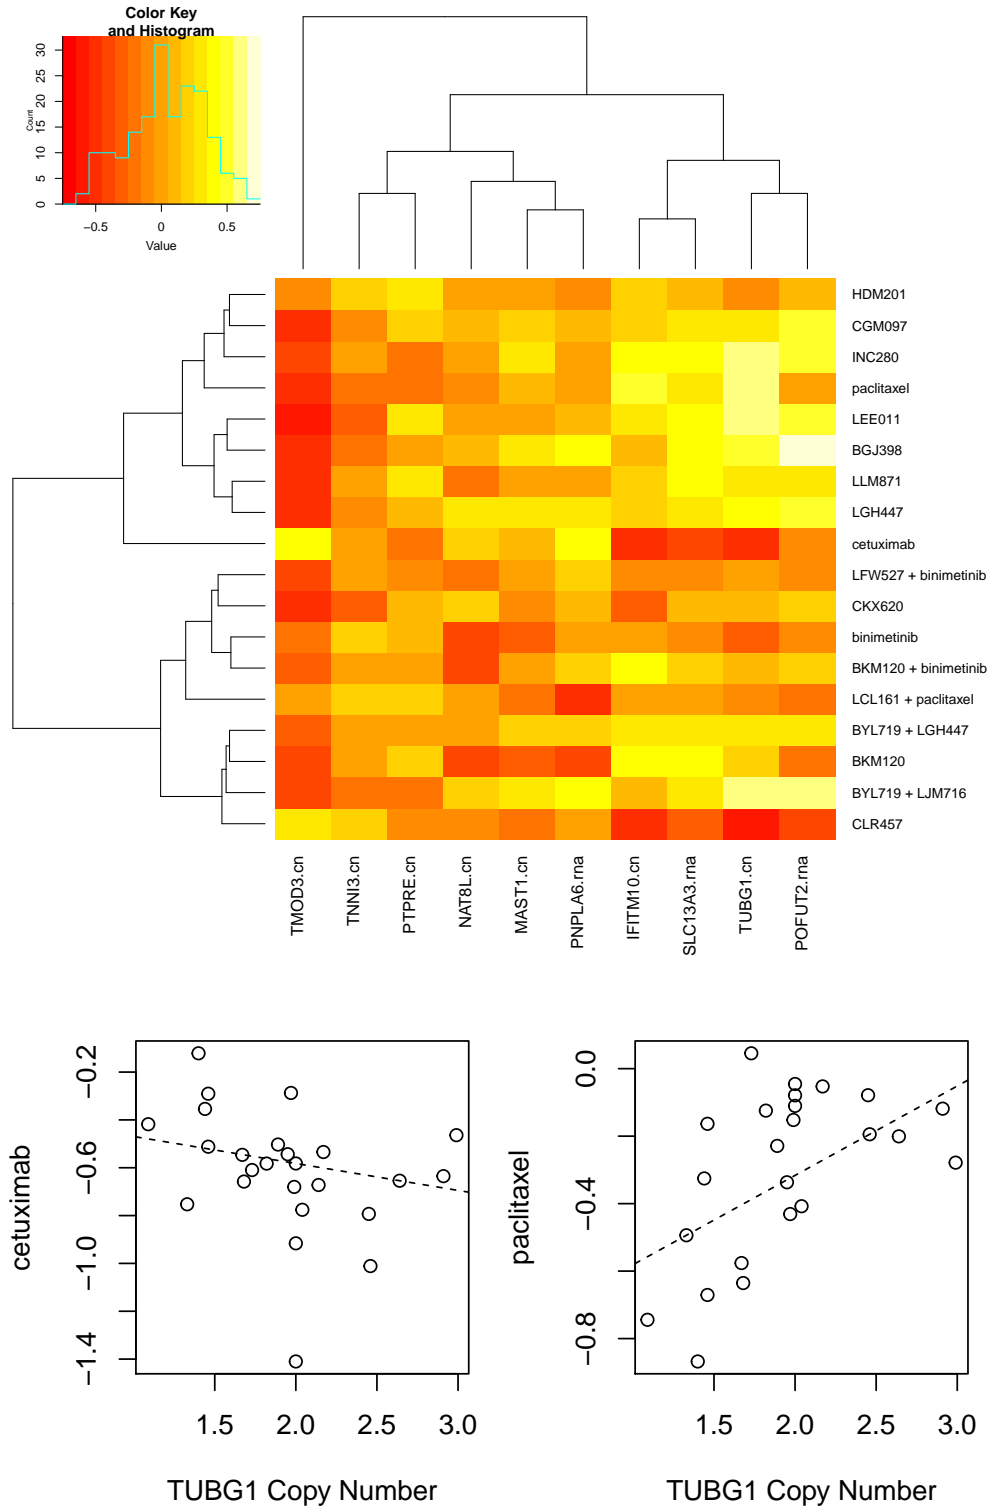 Color Key
and Histogram
Count
0 5 10 15 20 25 30
−0.5 0 0.5
Value
HDM201
CGM097
INC280
paclitaxel
LEE011
BGJ398
LLM871
LGH447
cetuximab
LFW527 + binimetinib
CKX620
binimetinib
BKM120 + binimetinib
LCL161 + paclitaxel
BYL719 + LGH447
BKM120
BYL719 + LJM716
CLR457
TMOD3.cn
TNNI3.cn
PTPRE.cn
NAT8L.cn
MAST1.cn
PNPLA6.rna
IFITM10.cn
SLC13A3.rna
TUBG1.cn
POFUT2.rna
cetuximab
−1.4 −1.0 −0.6 −0.2
1.5 2.0 2.5 3.0
TUBG1 Copy Number
paclitaxel
−0.8 −0.4 0.0
1.5 2.0 2.5 3.0
TUBG1 Copy Number